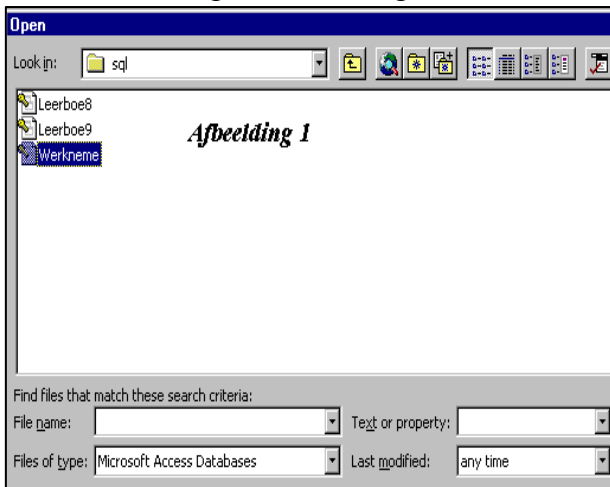 Open
Look in: sql
Leerboe8
Leerboe9
Afbeelding 1
Werkneme
Find files that match these search criteria:
File name: Text or property:
Files of type: Microsoft Access Databases Last modified: any time